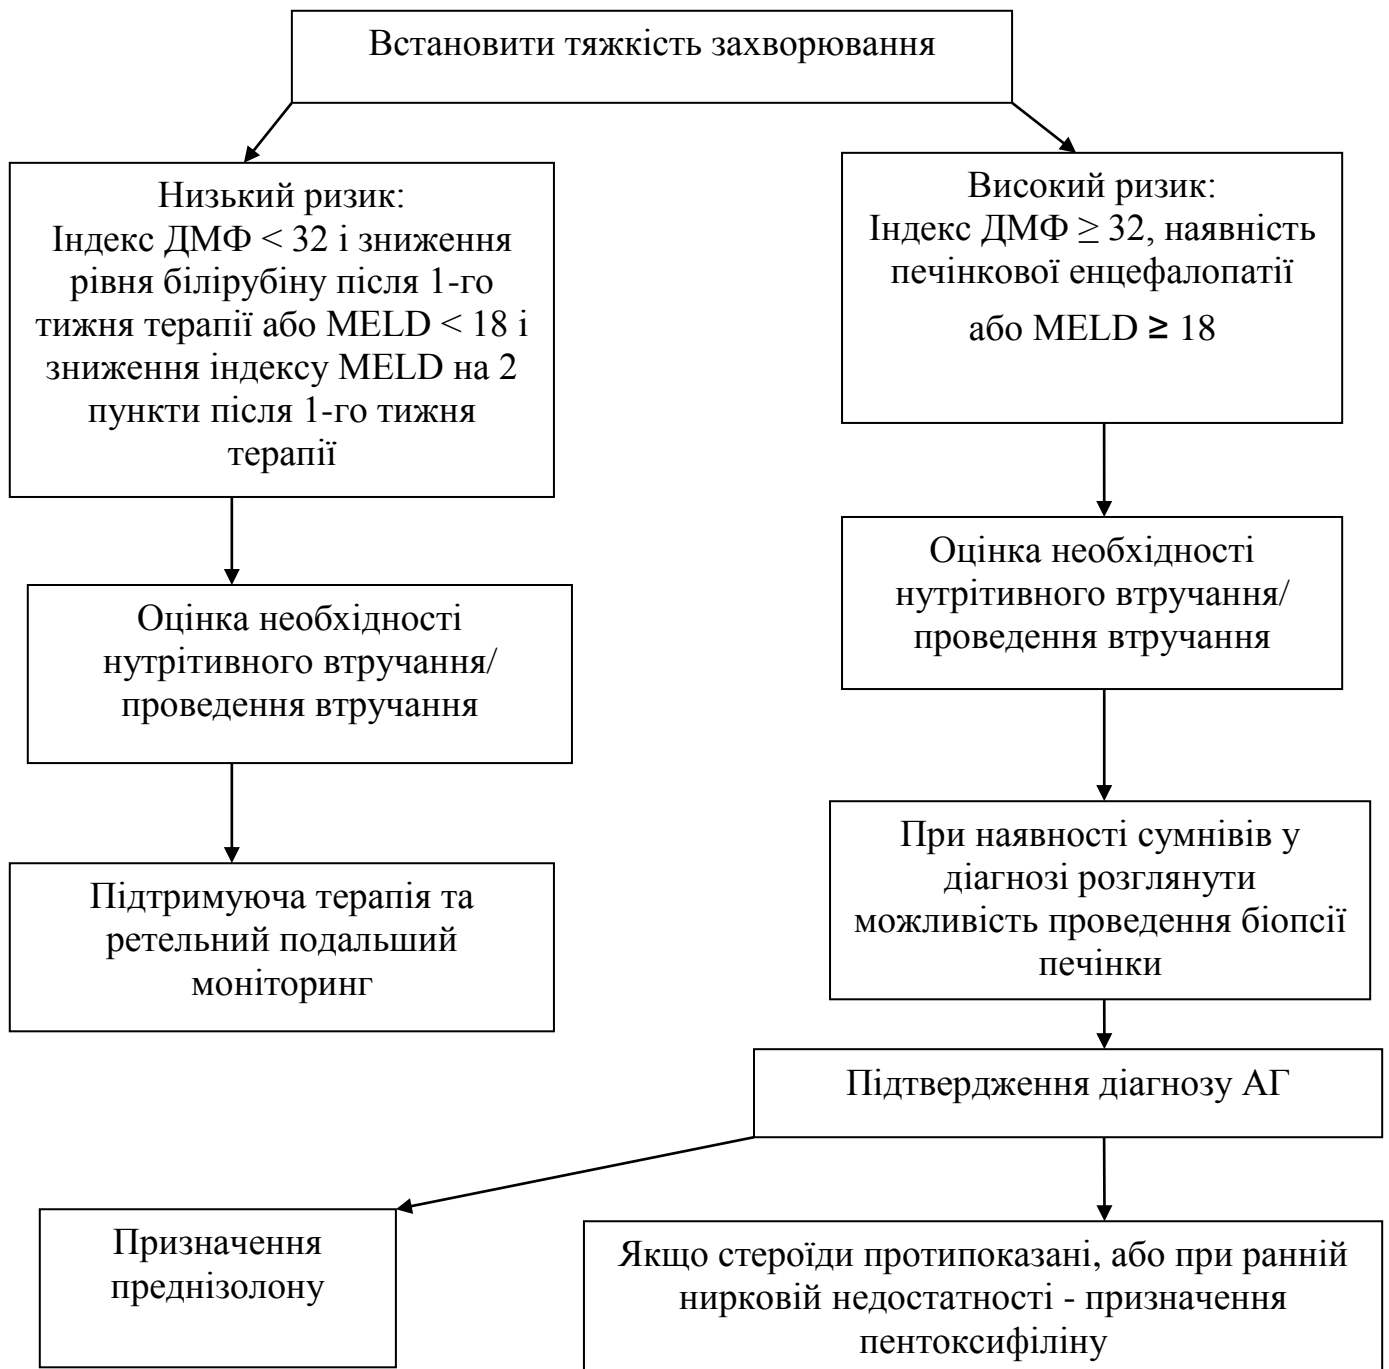 Встановити тяжкість захворювання
Низький ризик:
Індекс ДМФ < 32 і зниження
рівня білірубіну після 1-го
тижня терапії або MELD < 18 і
зниження індексу MELD на 2
пункти після 1-го тижня
терапії
Високий ризик:
Індекс ДМФ ≥ 32, наявність
печінкової енцефалопатії
або MELD ≥ 18
Оцінка необхідності
нутрітивного втручання/
проведення втручання
Оцінка необхідності
нутрітивного втручання/
проведення втручання
Підтримуюча терапія та
ретельний подальший
моніторинг
При наявності сумнівів у
діагнозі розглянути
можливість проведення біопсії
печінки
Підтвердження діагнозу АГ
Призначення
преднізолону
Якщо стероїди протипоказані, або при ранній
нирковій недостатності - призначення
пентоксифіліну